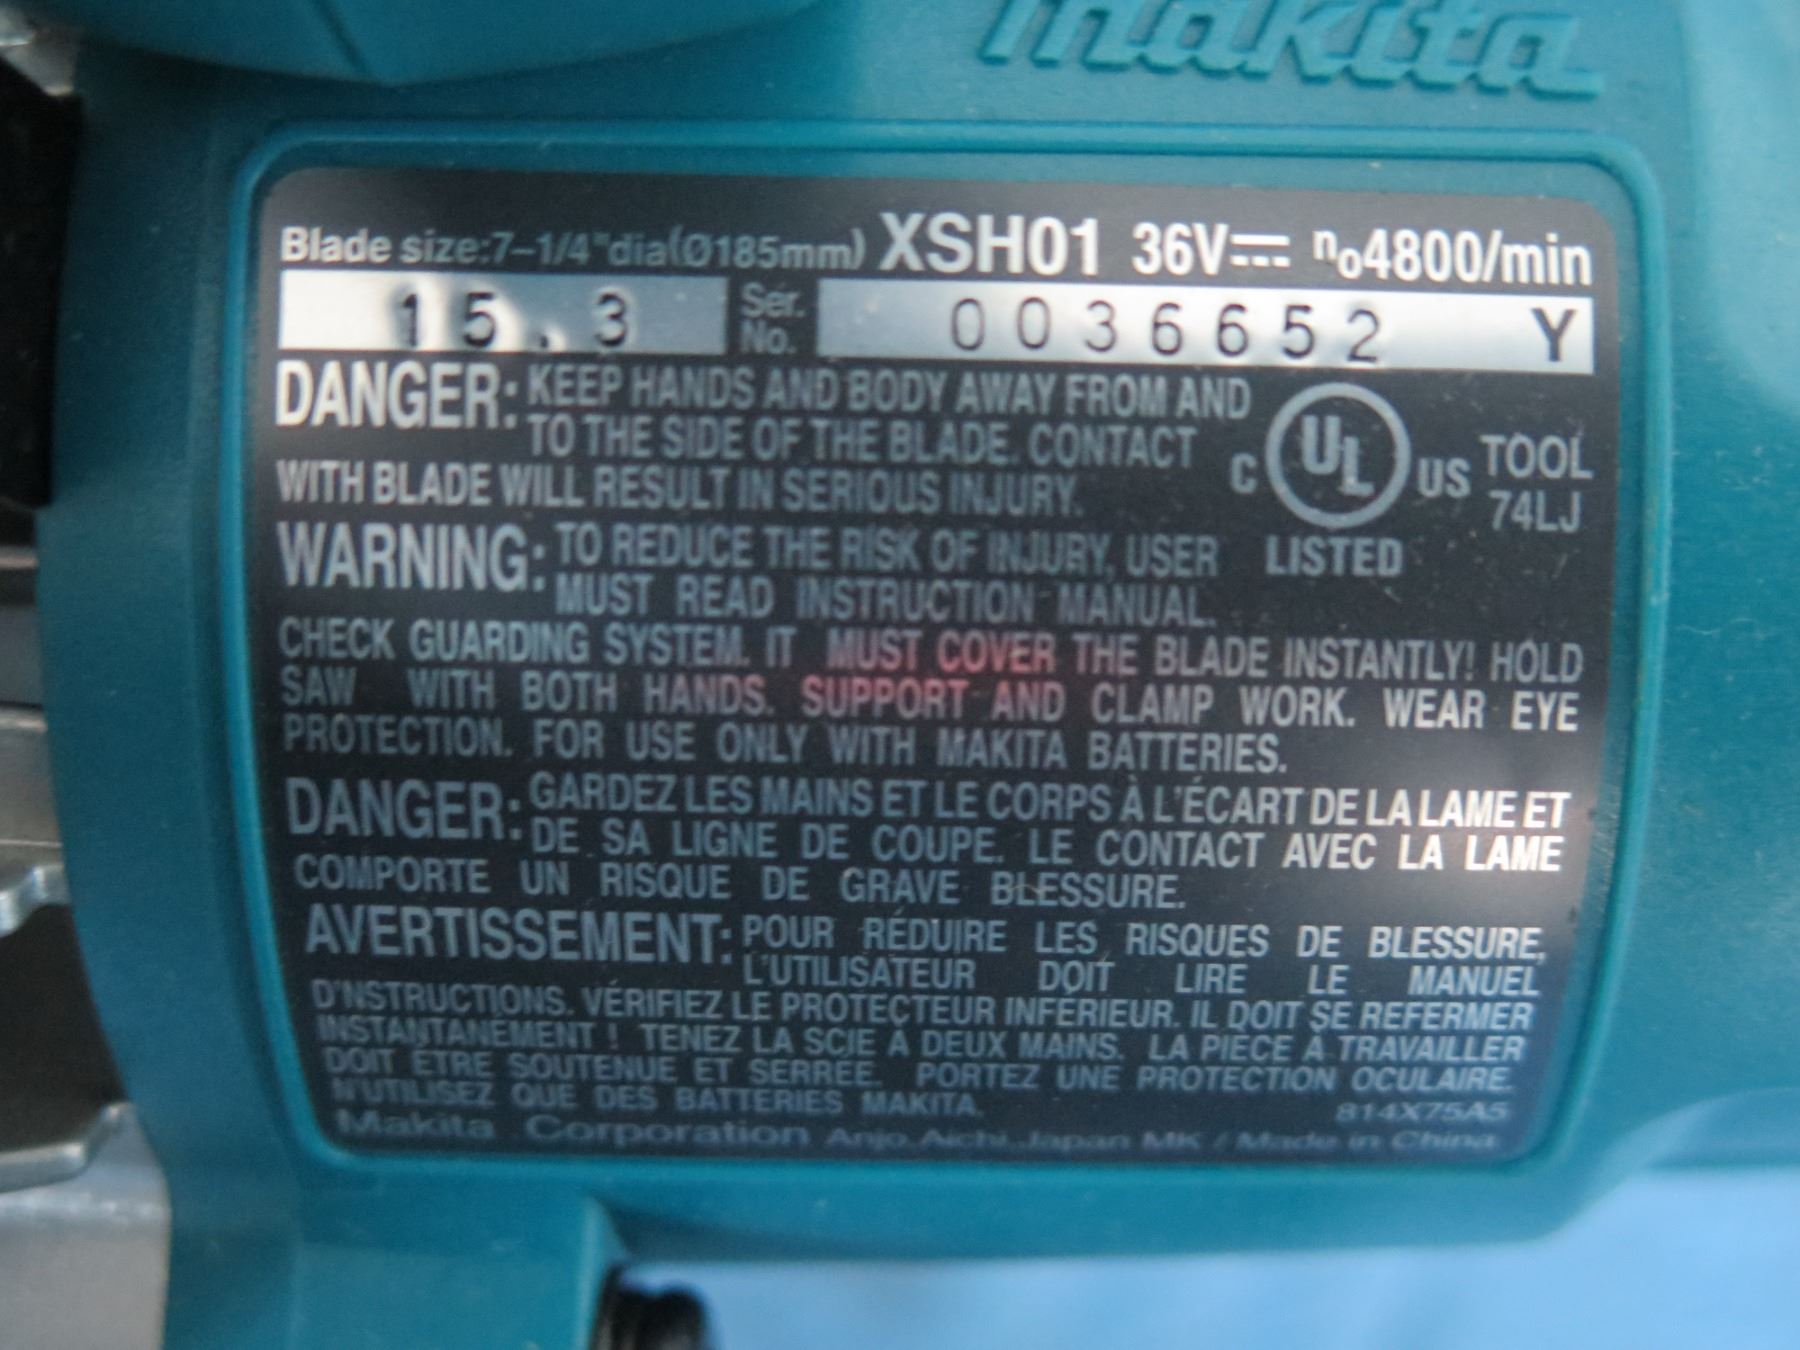 makita
Blade size:7–1/4"dia(Ø185mm) XSH01 36V⎓ no4800/min
15.3 Ser. No. 0036652 Y
DANGER: KEEP HANDS AND BODY AWAY FROM AND
TO THE SIDE OF THE BLADE. CONTACT
WITH BLADE WILL RESULT IN SERIOUS INJURY.
C UL US TOOL
74LJ
LISTED
WARNING: TO REDUCE THE RISK OF INJURY, USER
MUST READ INSTRUCTION MANUAL.
CHECK GUARDING SYSTEM. IT MUST COVER THE BLADE INSTANTLY! HOLD
SAW WITH BOTH HANDS. SUPPORT AND CLAMP WORK. WEAR EYE
PROTECTION. FOR USE ONLY WITH MAKITA BATTERIES.
DANGER: GARDEZ LES MAINS ET LE CORPS À L'ÉCART DE LA LAME ET
DE SA LIGNE DE COUPE. LE CONTACT AVEC LA LAME
COMPORTE UN RISQUE DE GRAVE BLESSURE.
AVERTISSEMENT: POUR RÉDUIRE LES RISQUES DE BLESSURE,
L'UTILISATEUR DOIT LIRE LE MANUEL
D'NSTRUCTIONS. VÉRIFIEZ LE PROTECTEUR INFÉRIEUR. IL DOIT SE REFERMER
INSTANTANÉMENT ! TENEZ LA SCIE À DEUX MAINS. LA PIÈCE À TRAVAILLER
DOIT ÊTRE SOUTENUE ET SERRÉE. PORTEZ UNE PROTECTION OCULAIRE.
N'UTILISEZ QUE DES BATTERIES MAKITA.
814X75A5
Makita Corporation Anjo, Aichi, Japan MK / Made in China